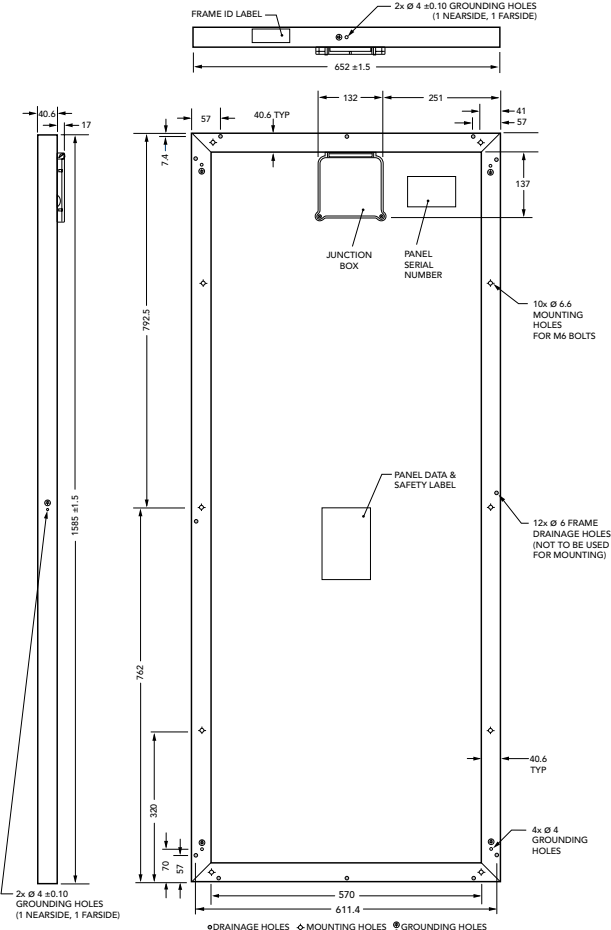 2x Ø 4 ±0.10 GROUNDING HOLES
(1 NEARSIDE, 1 FARSIDE)
FRAME ID LABEL
652 ±1.5
40.6
17
57
40.6 TYP
132
251
41
57
7.4
137
JUNCTION
BOX
PANEL
SERIAL
NUMBER
10x Ø 6.6
MOUNTING
HOLES
FOR M6 BOLTS
792.5
PANEL DATA &
SAFETY LABEL
1585 ±1.5
12x Ø 6 FRAME
DRAINAGE HOLES
(NOT TO BE USED
FOR MOUNTING)
762
40.6
TYP
320
4x Ø 4
GROUNDING
HOLES
70
57
2x Ø 4 ±0.10
GROUNDING HOLES
(1 NEARSIDE, 1 FARSIDE)
570
611.4
DRAINAGE HOLES MOUNTING HOLES GROUNDING HOLES